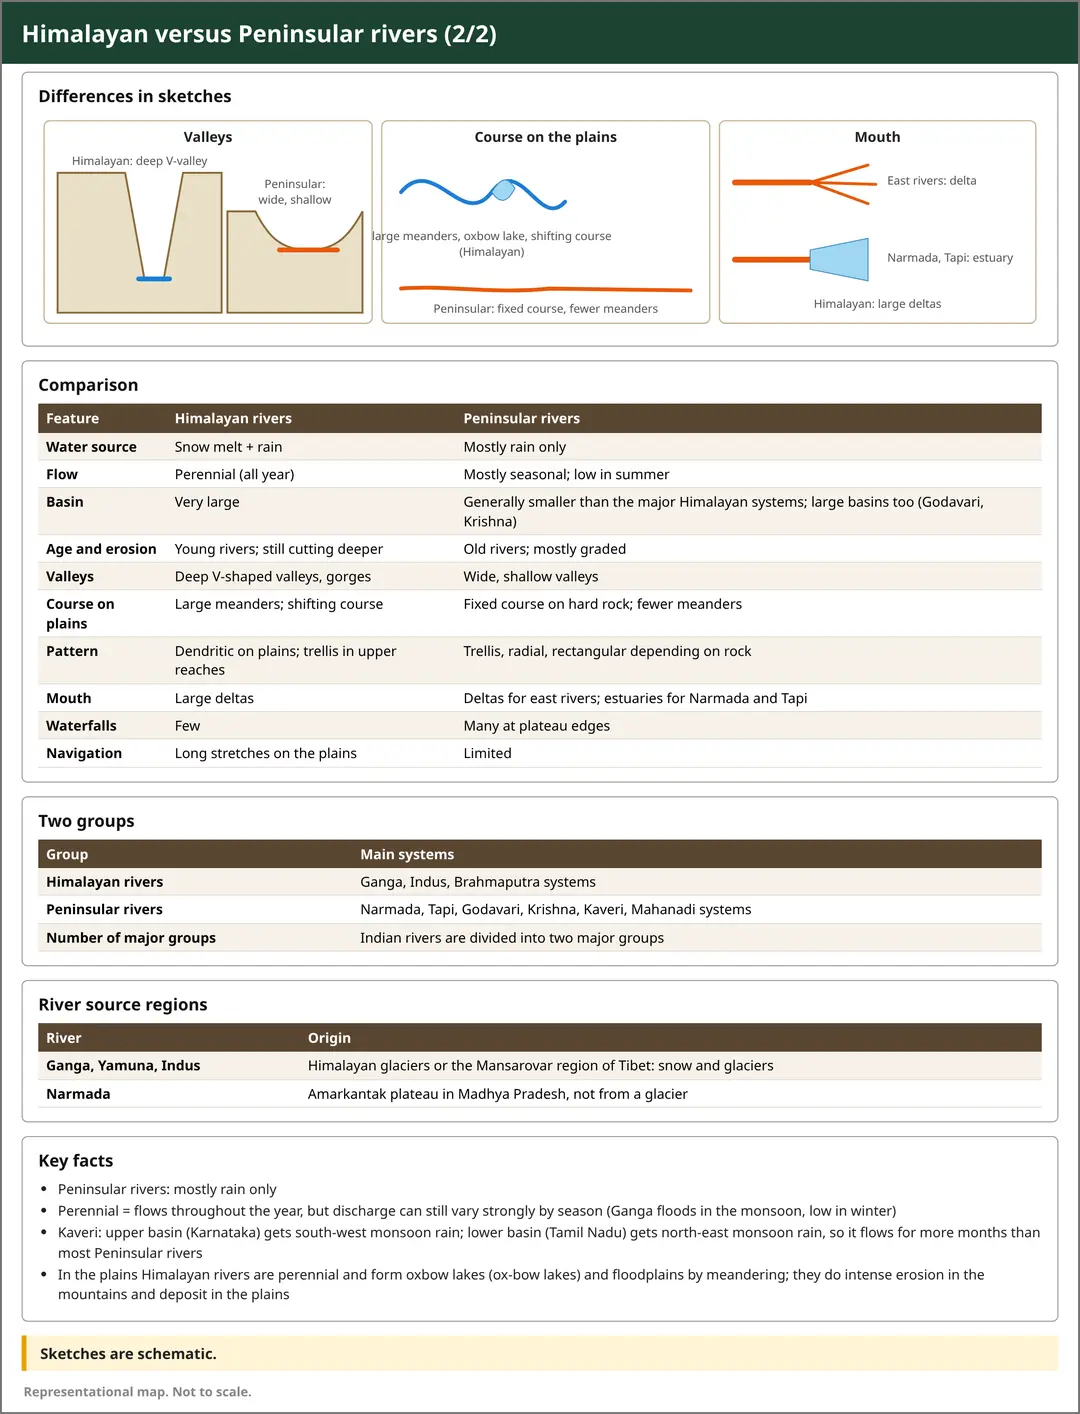 Himalayan versus Peninsular rivers (2/2)
Differences in sketches
Valleys
Himalayan: deep V-valley
Peninsular:
wide, shallow
Course on the plains
large meanders, oxbow lake, shifting course
(Himalayan)
Peninsular: fixed course, fewer meanders
Mouth
East rivers: delta
Narmada, Tapi: estuary
Himalayan: large deltas
Comparison
Feature Himalayan rivers Peninsular rivers
Water source Snow melt + rain Mostly rain only
Flow Perennial (all year) Mostly seasonal; low in summer
Basin Very large Generally smaller than the major Himalayan systems; large basins too (Godavari,
Krishna)
Age and erosion Young rivers; still cutting deeper Old rivers; mostly graded
Valleys Deep V-shaped valleys, gorges Wide, shallow valleys
Course on Large meanders; shifting course Fixed course on hard rock; fewer meanders
plains
Pattern Dendritic on plains; trellis in upper Trellis, radial, rectangular depending on rock
reaches
Mouth Large deltas Deltas for east rivers; estuaries for Narmada and Tapi
Waterfalls Few Many at plateau edges
Navigation Long stretches on the plains Limited
Two groups
Group Main systems
Himalayan rivers Ganga, Indus, Brahmaputra systems
Peninsular rivers Narmada, Tapi, Godavari, Krishna, Kaveri, Mahanadi systems
Number of major groups Indian rivers are divided into two major groups
River source regions
River Origin
Ganga, Yamuna, Indus Himalayan glaciers or the Mansarovar region of Tibet: snow and glaciers
Narmada Amarkantak plateau in Madhya Pradesh, not from a glacier
Key facts
• Peninsular rivers: mostly rain only
• Perennial = flows throughout the year, but discharge can still vary strongly by season (Ganga floods in the monsoon, low in winter)
• Kaveri: upper basin (Karnataka) gets south-west monsoon rain; lower basin (Tamil Nadu) gets north-east monsoon rain, so it flows for more months than
most Peninsular rivers
• In the plains Himalayan rivers are perennial and form oxbow lakes (ox-bow lakes) and floodplains by meandering; they do intense erosion in the
mountains and deposit in the plains
Sketches are schematic.
Representational map. Not to scale.